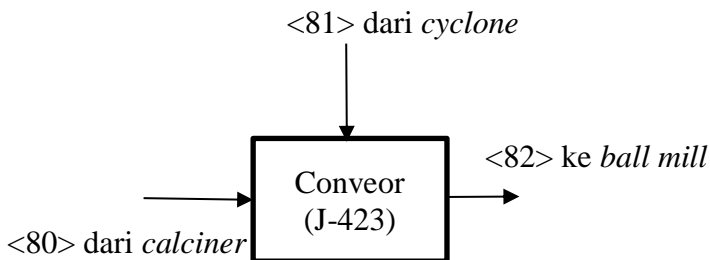 <81> dari cyclone
<82> ke ball mill
Conveor
(J-423)
<80> dari calciner